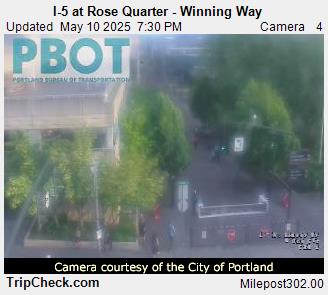 I-5 at Rose Quarter - Winning Way
Updated May 10 2025 7:30 PM Camera 4
PBOT
PORTLAND BUREAU OF TRANSPORTATION
Camera courtesy of the City of Portland
TripCheck.com Milepost302.00